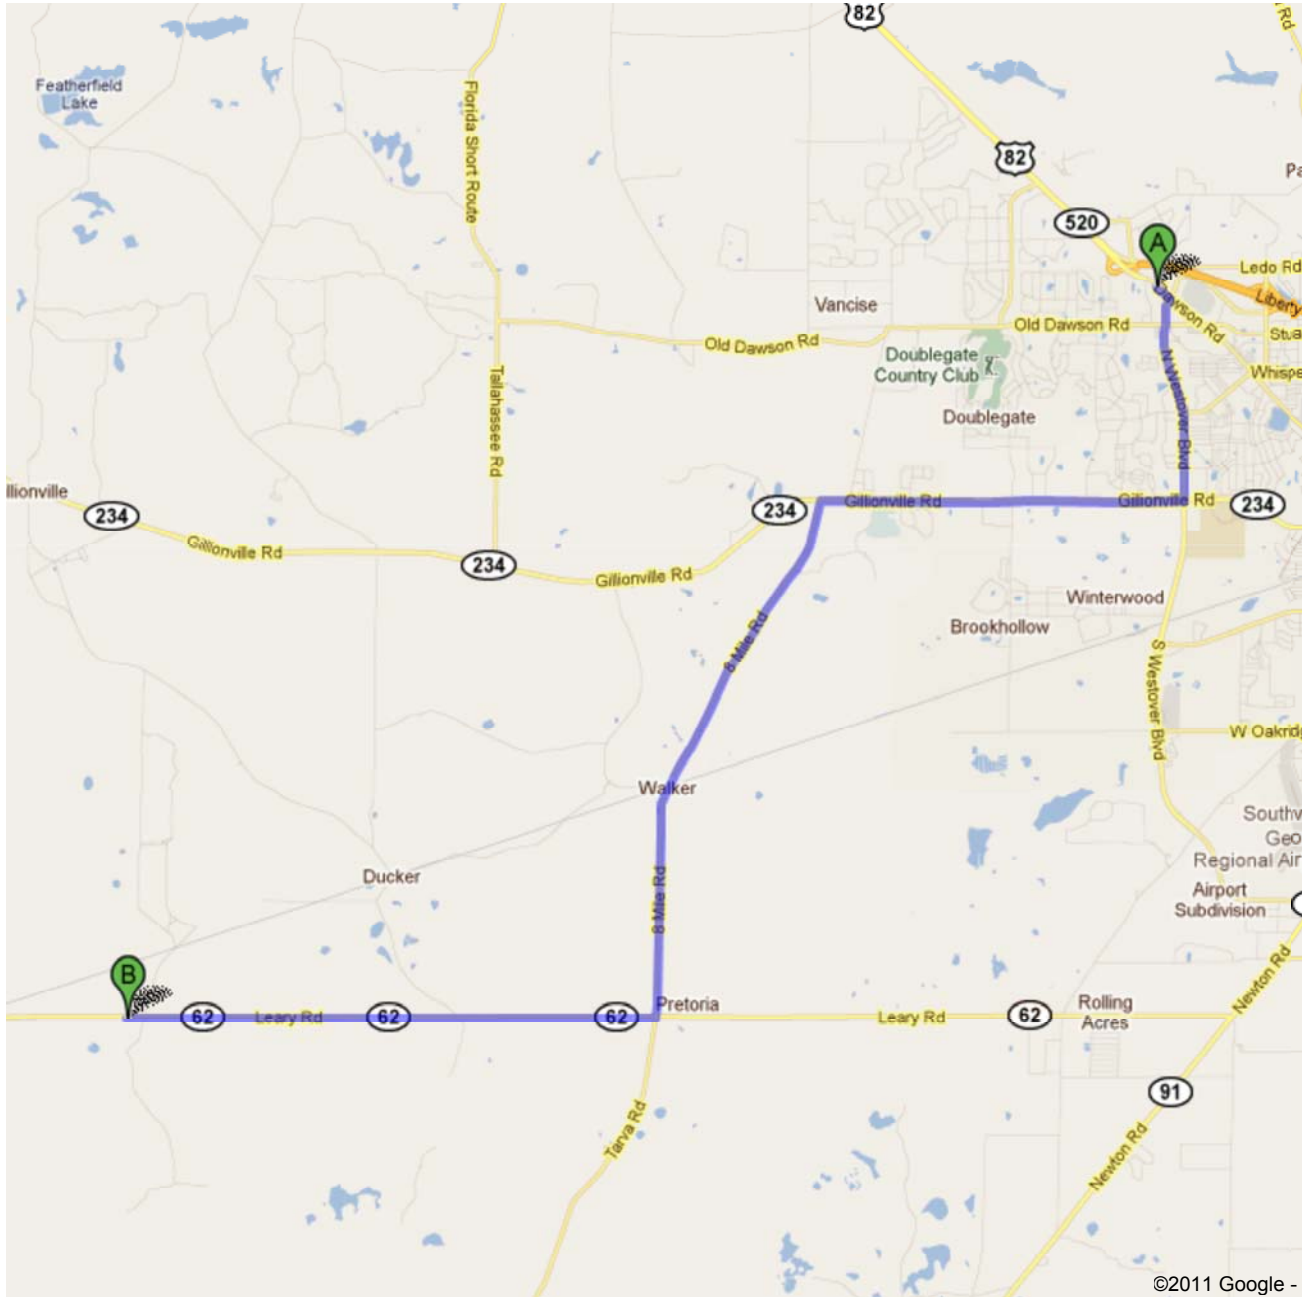 82
Featherfield
Lake
Florida Short Route
Rd
82
Pa
520
A
Ledo Rd
Liberty
Vancise
Old Dawson Rd
Dawson Rd
Stua
Old Dawson Rd
Doublegate
Country Club
N Westover Blvd
Whispe
Tallahassee Rd
Doublegate
llionville
234
234
Gillionville Rd
Gillionville Rd
234
Gillionville Rd
234
Gillionville Rd
Winterwood
Brookhollow
8 Mile Rd
S Westover Blvd
W Oakridg
Walker
Southw
Geo
Regional Air
Ducker
8 Mile Rd
Airport
Subdivision
B
Newton Rd
Pretoria
Rolling
Acres
62
Leary Rd
62
62
Leary Rd
62
91
Tarva Rd
Newton Rd
©2011 Google -